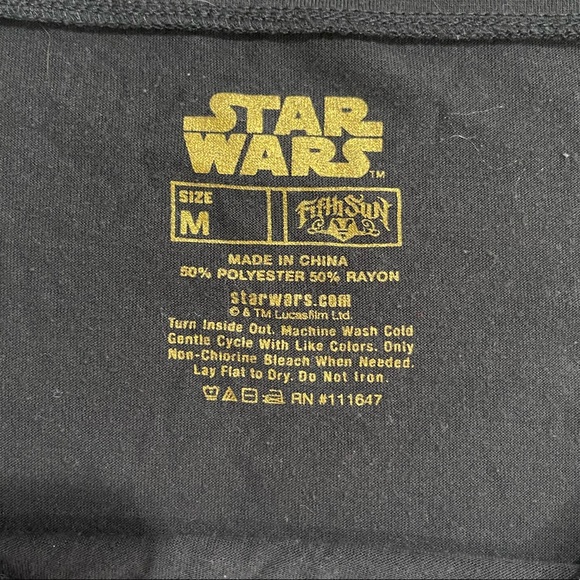 STAR
WARS TM
SIZE
M
Fifth Sun
MADE IN CHINA
50% POLYESTER 50% RAYON
starwars.com
© & TM Lucasfilm Ltd.
Turn Inside Out. Machine Wash Cold
Gentle Cycle With Like Colors. Only
Non-Chlorine Bleach When Needed.
Lay Flat to Dry. Do Not Iron.
RN #111647